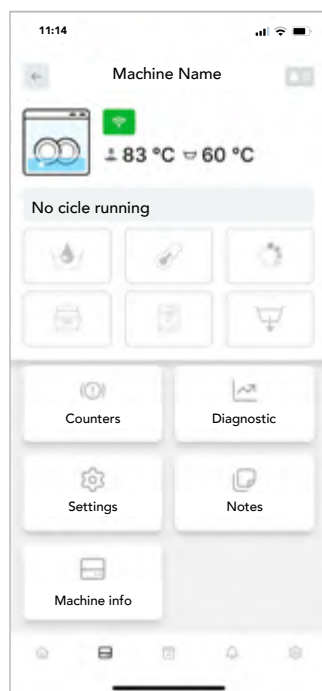 11:14
Machine Name
83 °C 60 °C
No cicle running
Counters
Diagnostic
Settings
Notes
Machine info